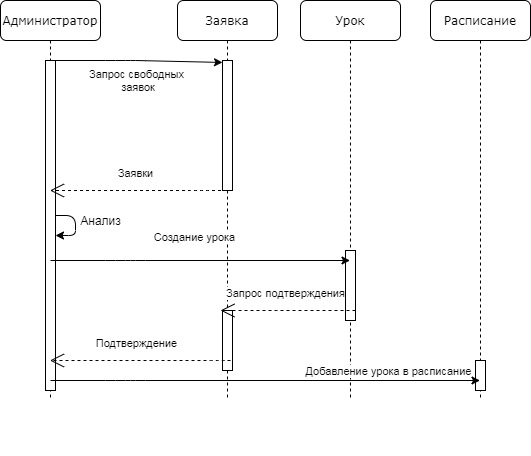 Администратор
Заявка
Урок
Расписание
Запрос свободных
заявок
Заявки
Анализ
Создание урока
Запрос подтверждения
Подтверждение
Добавление урока в расписание